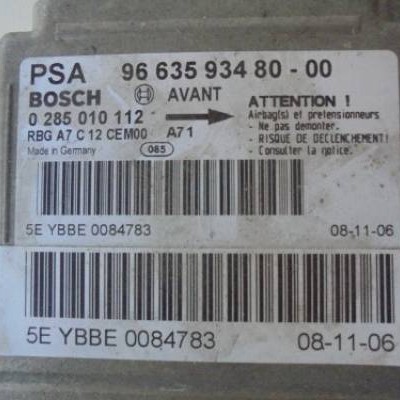 PSA 96 635 934 80 - 00
BOSCH AVANT
0 285 010 112
RBG A7 C 12 CEM00 A71
Made in Germany 085
ATTENTION !
Airbag(s) et pretensionneurs
- Ne pas demonter.
- RISQUE DE DECLENCHEMENT!
- Consulter la notice.
5E YBBE 0084783 08-11-06
5E YBBE 0084783 08-11-06